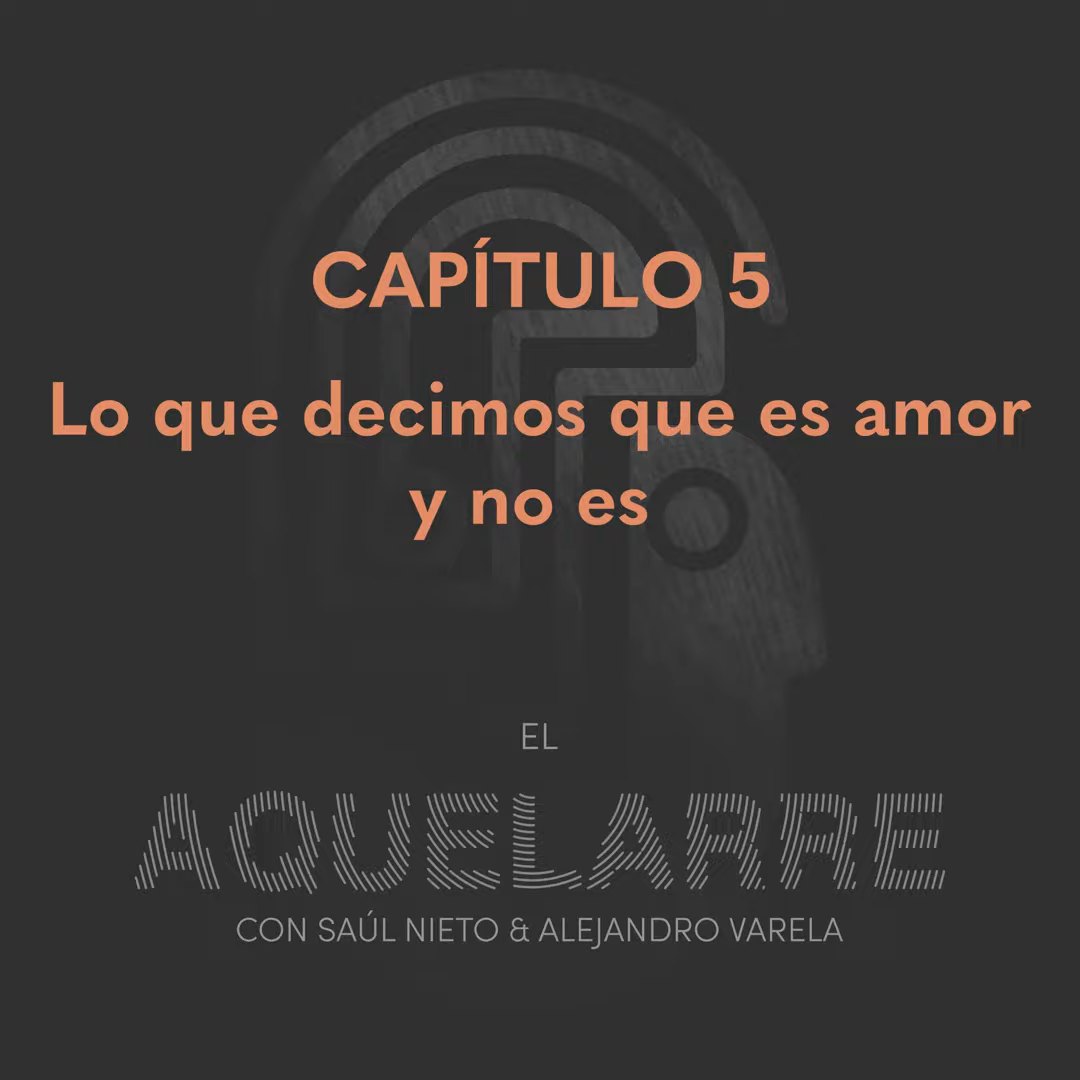 CAPÍTULO 5
Lo que decimos que es amor
y no es
EL
AQUELARRE
CON SAÚL NIETO & ALEJANDRO VARELA